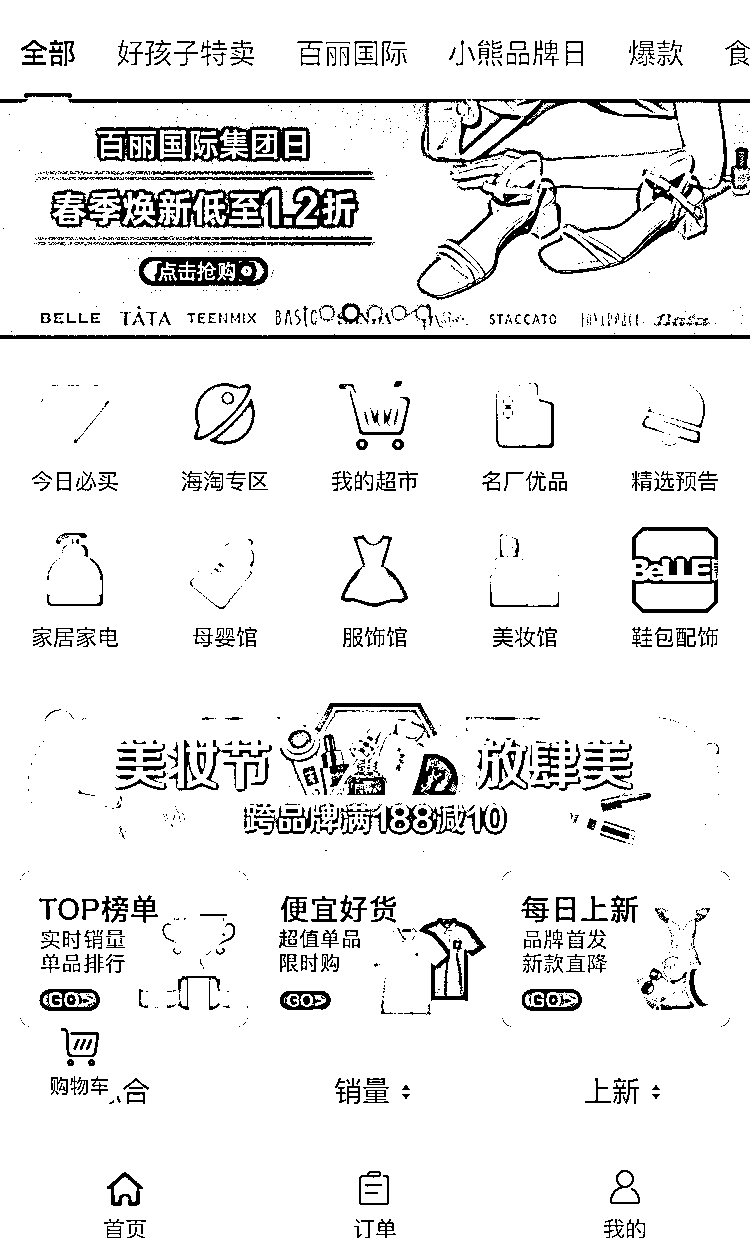 全部 好孩子特卖 百丽国际 小熊品牌日 爆款 食
百丽国际集团日
春季焕新低至1.2折
点击抢购
BELLE TATA TEENMIX BASTO STACCATO Bata
今日必买 海淘专区 我的超市 名厂优品 精选预告
BeLLE
家居家电 母婴馆 服饰馆 美妆馆 鞋包配饰
美妆节 放肆美
跨品牌满188减10
TOP榜单 便宜好货 每日上新
实时销量 超值单品 品牌首发
单品排行 限时购 新款直降
GO> GO> GO>
购物车
合 销量 上新
首页 订单 我的